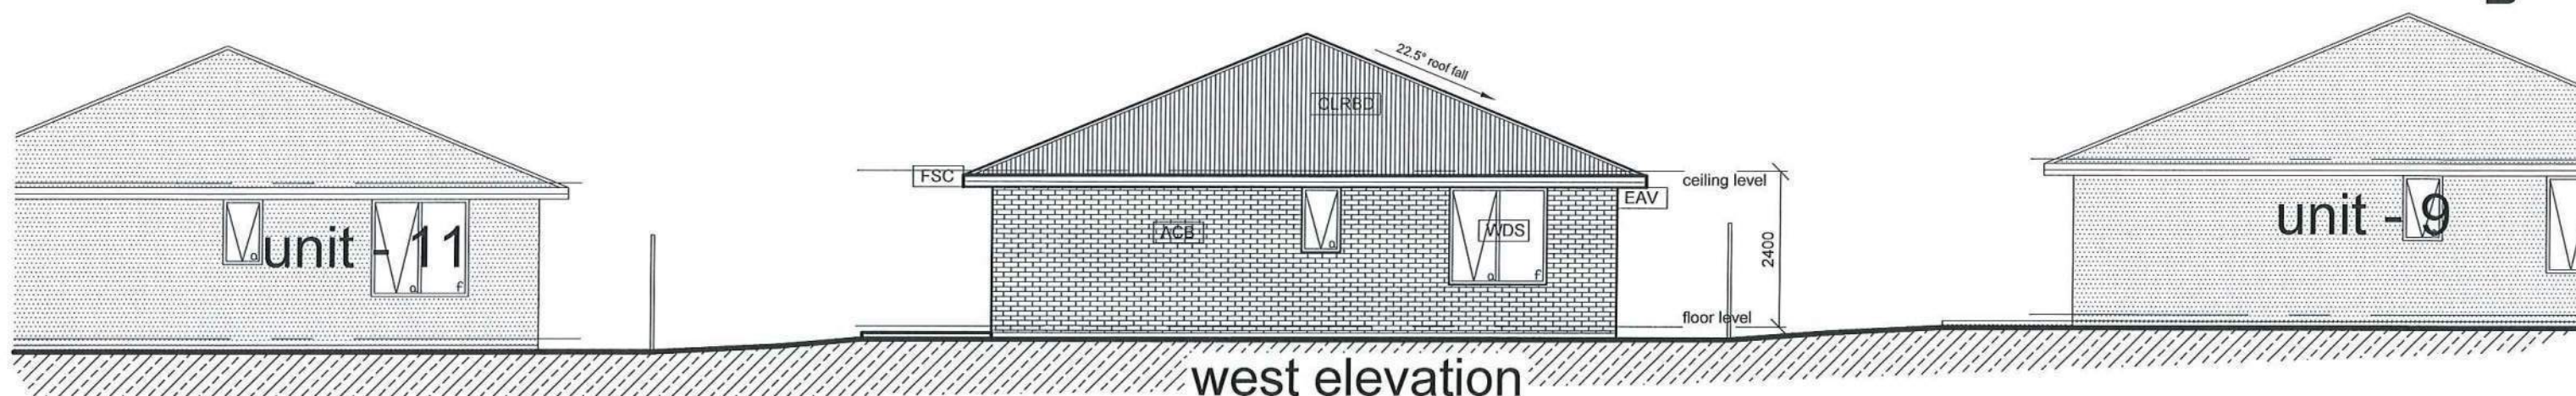 22.5° roof fall
CLRBD
FSC
ceiling level
EAV
unit - 11
ACB
a
WDS
a f
a f
2400
unit - 9
floor level
west elevation